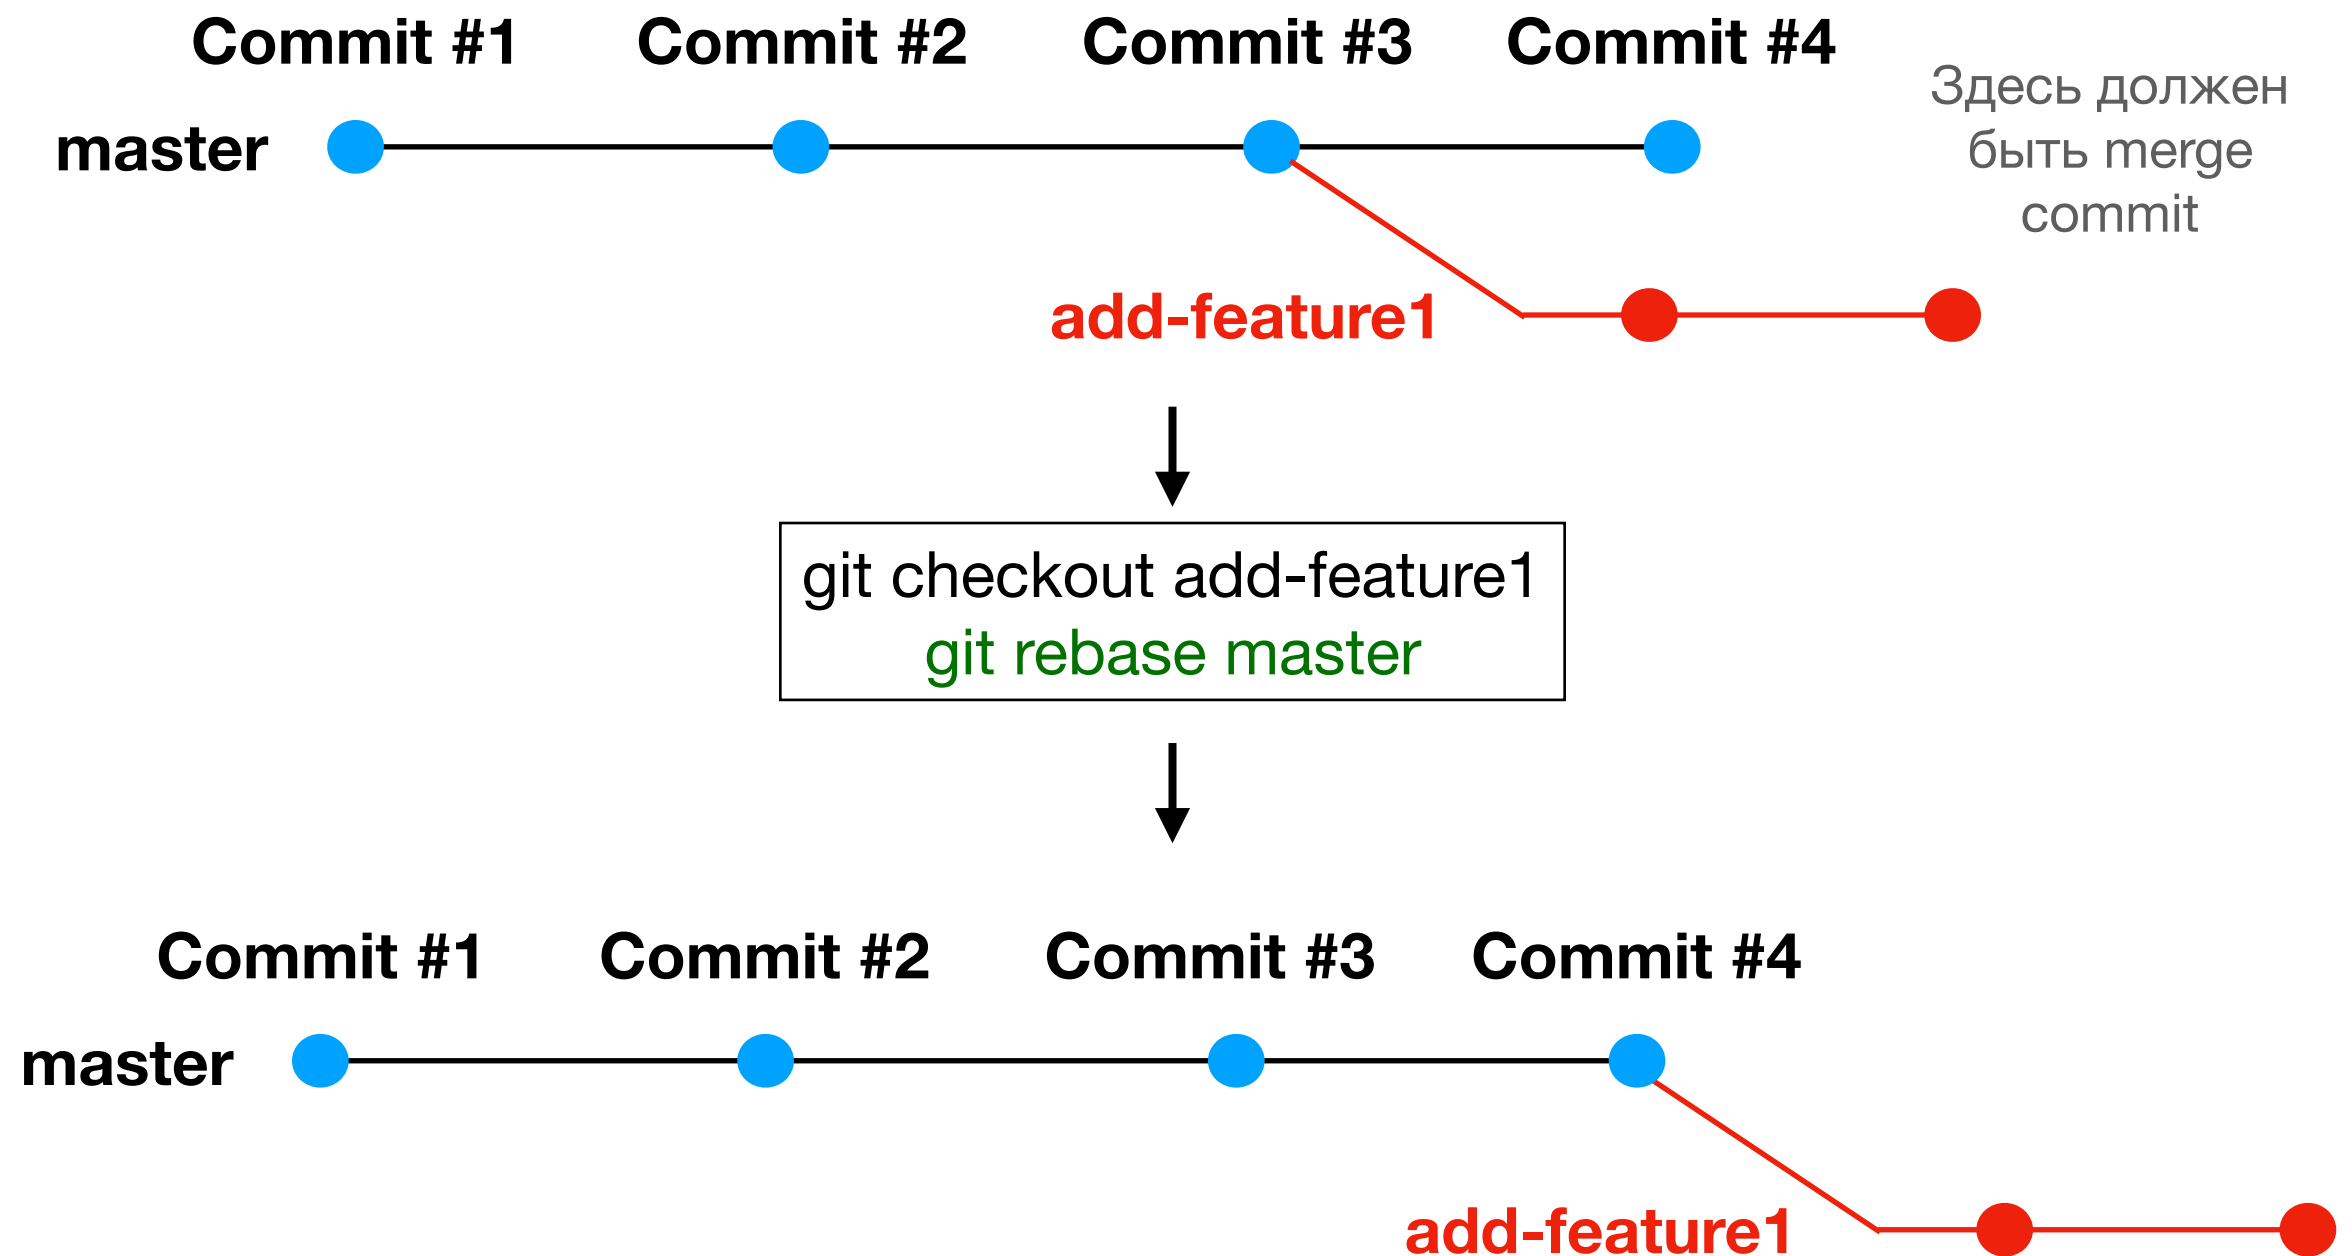 Commit #1 Commit #2 Commit #3 Commit #4
Здесь должен
быть merge
commit
master
add-feature1
git checkout add-feature1
git rebase master
Commit #1 Commit #2 Commit #3 Commit #4
master
add-feature1